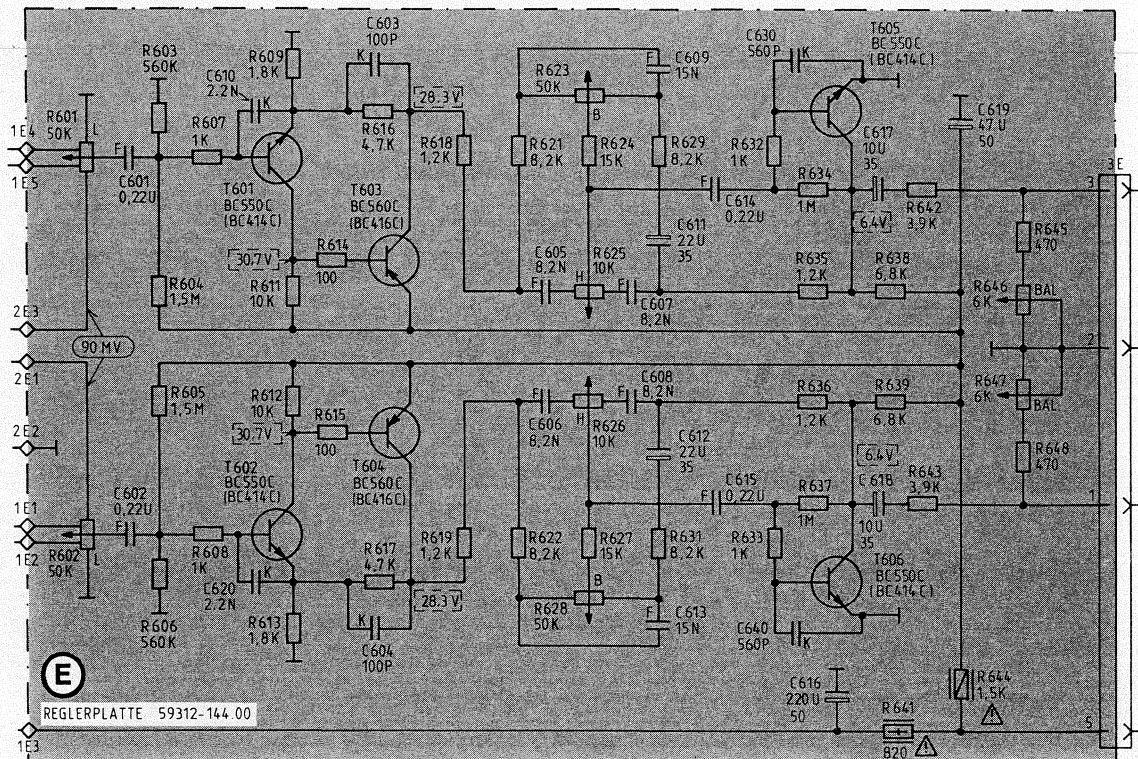 C603
100P
T605
BC550C
(BC414C)
R603
560K
R609
1.8K
C630
560P
C609
15N
C610
2.2N
K
K
F
K
R623
50K
28.3V
B
R601
50K
L
1E4
1E5
R607
1K
K
R616
4.7K
R618
1,2K
R621
8,2K
R624
15K
R629
8,2K
R632
1K
C617
10U
35
C619
47U
50
3E
F
C601
0,22U
T601
BC550C
(BC414C)
T603
BC560C
(BC416C)
F
C614
0.22U
R634
1M
6.4V
R642
3.9K
3
30.7V
R614
100
C611
22U
35
R645
470
R604
1,5M
R611
10K
C605
8,2N
F
H
R625
10K
F
C607
8,2N
R635
1.2K
R638
6,8K
R646
6K
BAL
2E3
90MV
2
2E1
R605
1,5M
R612
10K
R615
100
C608
8,2N
F
F
H
C606
8,2N
R626
10K
R636
1,2K
R639
6,8K
R647
6K
BAL
2E2
30.7V
C612
22U
35
6.4V
R648
470
T602
BC550C
(BC414C)
T604
BC560C
(BC416C)
C602
0,22U
F
C615
0,22U
F
R637
1M
C618
10U
35
R643
3,9K
1
1E1
1E2
R602
50K
L
R608
1K
R617
4.7K
R619
1,2K
R622
8,2K
R627
15K
R631
8,2K
R633
1K
T606
BC550C
(BC414C)
C620
2.2N
K
28.3V
R628
50K
B
R606
560K
R613
1,8K
K
C604
100P
F
C613
15N
C640
560P
K
E
C616
220U
50
R644
1.5K
REGLERPLATTE 59312-144.00
R641
820
1E3
5